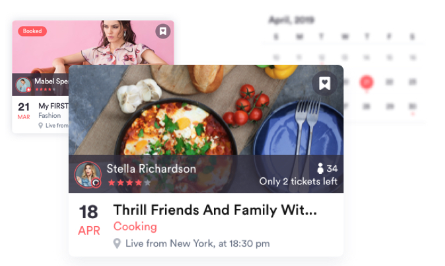 April, 2019
Booked
S M T W T F S
Mabel Spe
21
MAR
My FIRST
Fashion
Live from
Stella Richardson
34
Only 2 tickets left
18
APR
Thrill Friends And Family Wit...
Cooking
Live from New York, at 18:30 pm